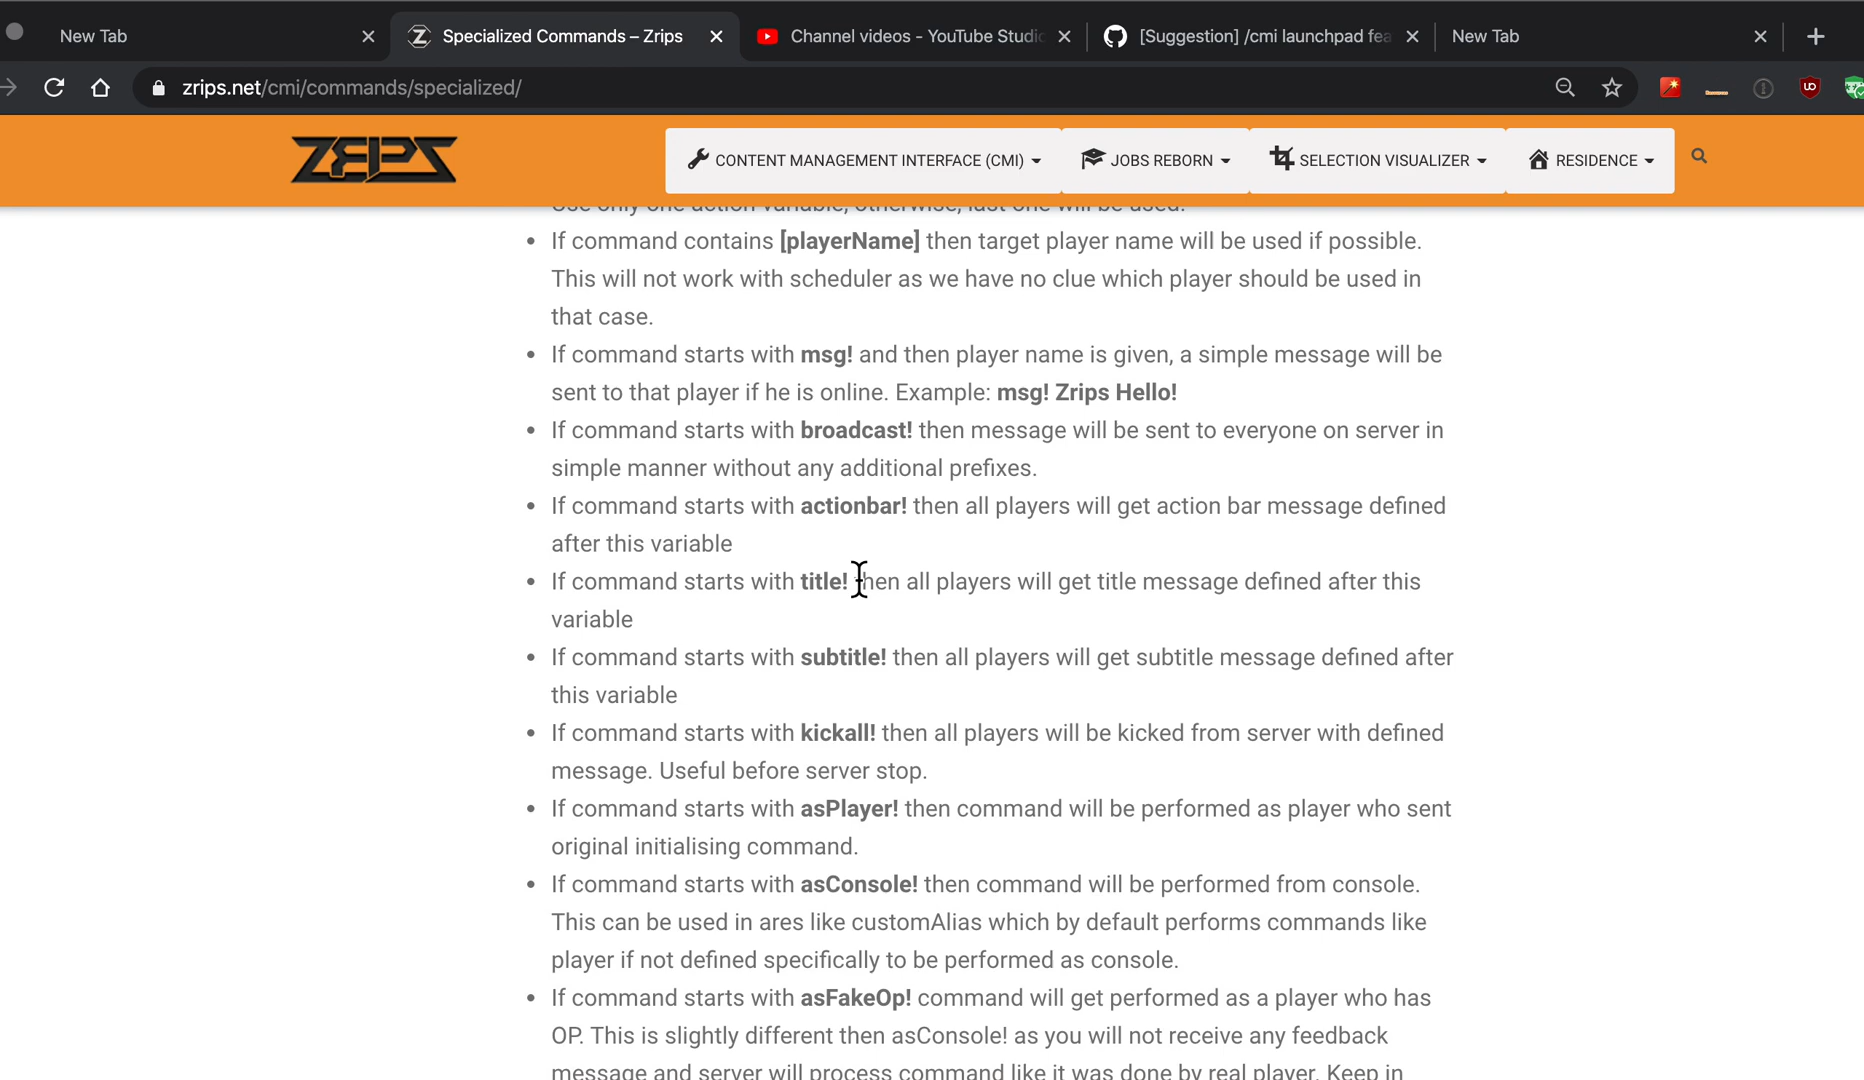 New Tab
Specialized Commands – Zrips
Channel videos - YouTube Studi
[Suggestion] /cmi launchpad fea
New Tab
zrips.net/cmi/commands/specialized/
ZRIPS
CONTENT MANAGEMENT INTERFACE (CMI)
JOBS REBORN
SELECTION VISUALIZER
RESIDENCE
Use only one action variable, otherwise, last one will be used.
• If command contains [playerName] then target player name will be used if possible.
This will not work with scheduler as we have no clue which player should be used in
that case.
• If command starts with msg! and then player name is given, a simple message will be
sent to that player if he is online. Example: msg! Zrips Hello!
• If command starts with broadcast! then message will be sent to everyone on server in
simple manner without any additional prefixes.
• If command starts with actionbar! then all players will get action bar message defined
after this variable
• If command starts with title! then all players will get title message defined after this
variable
• If command starts with subtitle! then all players will get subtitle message defined after
this variable
• If command starts with kickall! then all players will be kicked from server with defined
message. Useful before server stop.
• If command starts with asPlayer! then command will be performed as player who sent
original initialising command.
• If command starts with asConsole! then command will be performed from console.
This can be used in ares like customAlias which by default performs commands like
player if not defined specifically to be performed as console.
• If command starts with asFakeOp! command will get performed as a player who has
OP. This is slightly different then asConsole! as you will not receive any feedback
message and server will process command like it was done by real player. Keep in